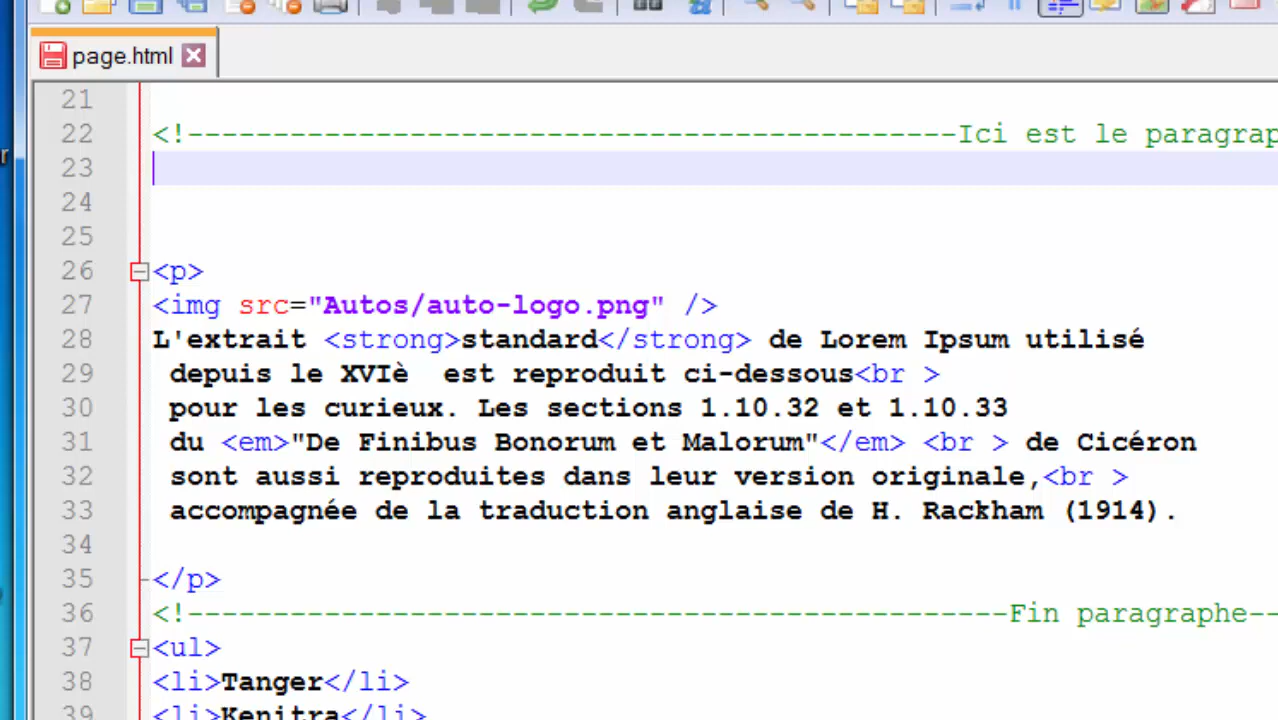 page.html
21
22 <!---------------------------------------------Ici est le paragrap
23
24
25
26 <p>
27 <img src="Autos/auto-logo.png" />
28 L'extrait <strong>standard</strong> de Lorem Ipsum utilisé
29 depuis le XVIè  est reproduit ci-dessous<br >
30 pour les curieux. Les sections 1.10.32 et 1.10.33
31 du <em>"De Finibus Bonorum et Malorum"</em> <br > de Cicéron
32 sont aussi reproduites dans leur version originale,<br >
33 accompagnée de la traduction anglaise de H. Rackham (1914).
34
35 </p>
36 <!------------------------------------------------Fin paragraphe--
37 <ul>
38 <li>Tanger</li>
39 <li>Kenitra</li>